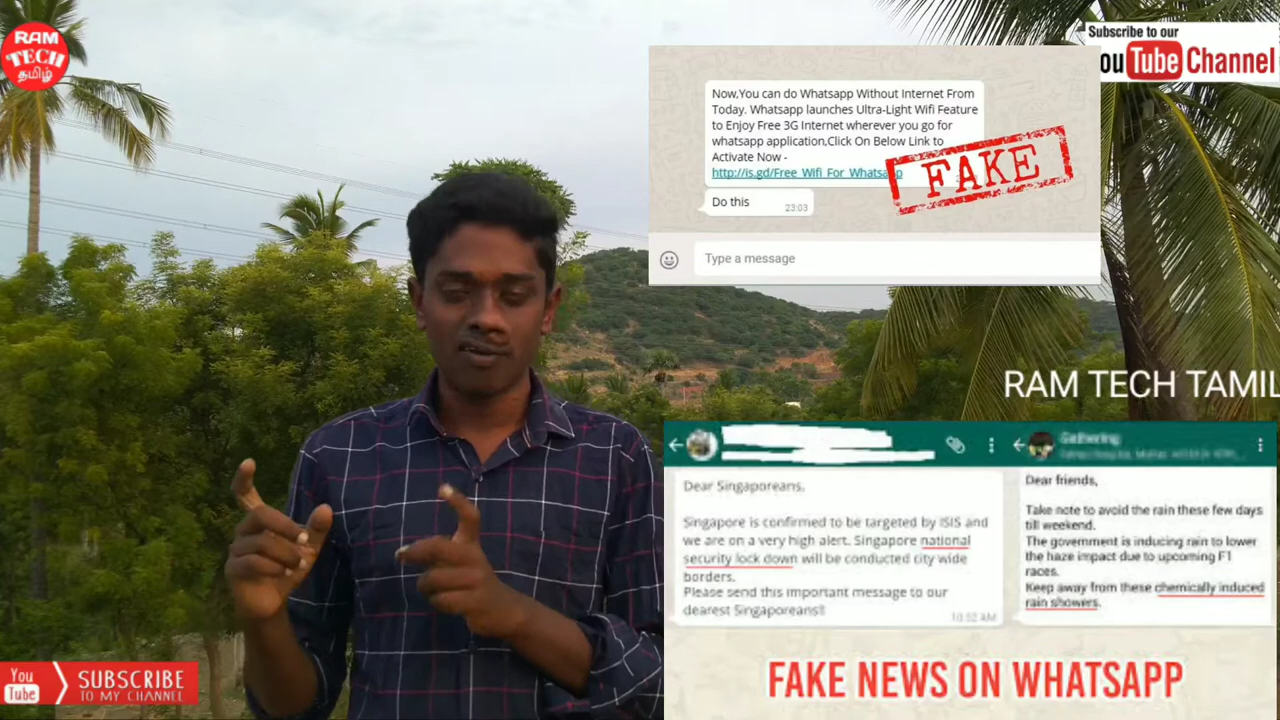 RAM
TECH
தமிழ்
Subscribe to our
ou Tube Channel
Now,You can do Whatsapp Without Internet From
Today. Whatsapp launches Ultra-Light Wifi Feature
to Enjoy Free 3G Internet wherever you go for
whatsapp application,Click On Below Link to
Activate Now -
http://is.gd/Free_Wifi_For_Whatsapp
FAKE
Do this
23:03
Type a message
RAM TECH TAMIL
Gathering
Dear Singaporeans,
Singapore is confirmed to be targeted by ISIS and
we are on a very high alert. Singapore national
security lock down will be conducted city wide
borders.
Please send this important message to our
dearest Singaporeans!!
10:52 AM
Dear friends,
Take note to avoid the rain these few days
till weekend.
The government is inducing rain to lower
the haze impact due to upcoming F1
races.
Keep away from these chemically induced
rain showers.
FAKE NEWS ON WHATSAPP
You
Tube
SUBSCRIBE
TO MY CHANNEL